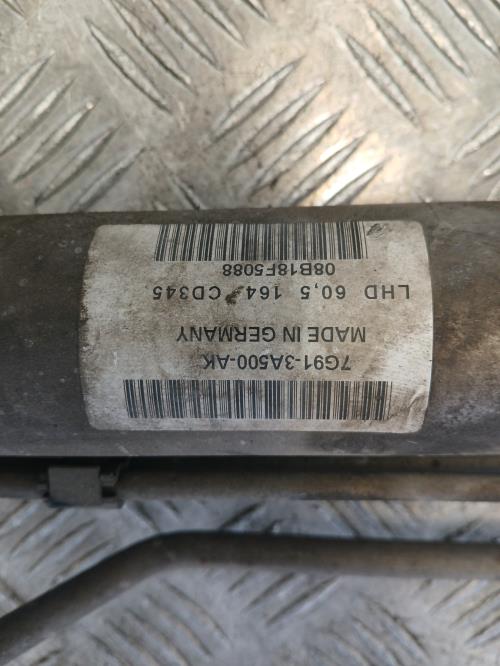 7G91-3A500-AK
MADE IN GERMANY
LHD 60,5 164 CD345
08B18F5088